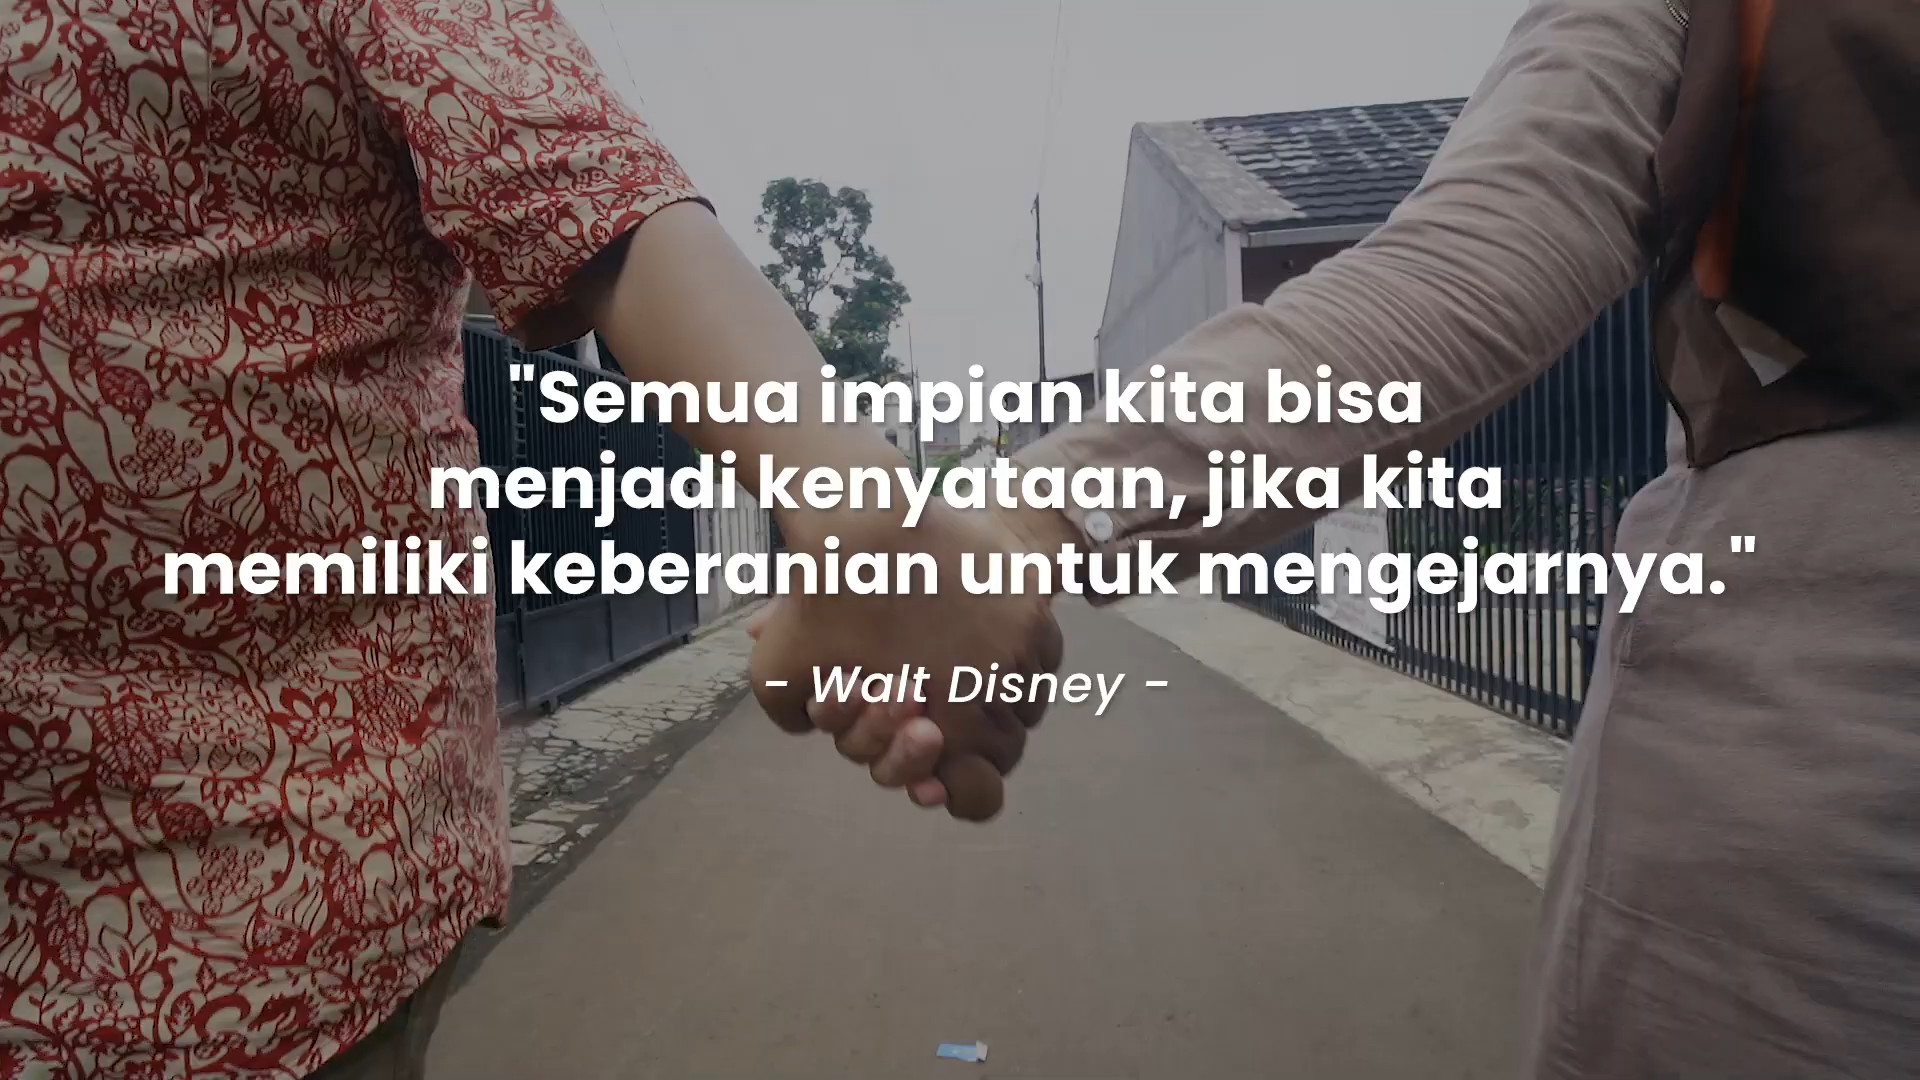 "Semua impian kita bisa
menjadi kenyataan, jika kita
memiliki keberanian untuk mengejarnya."
- Walt Disney -